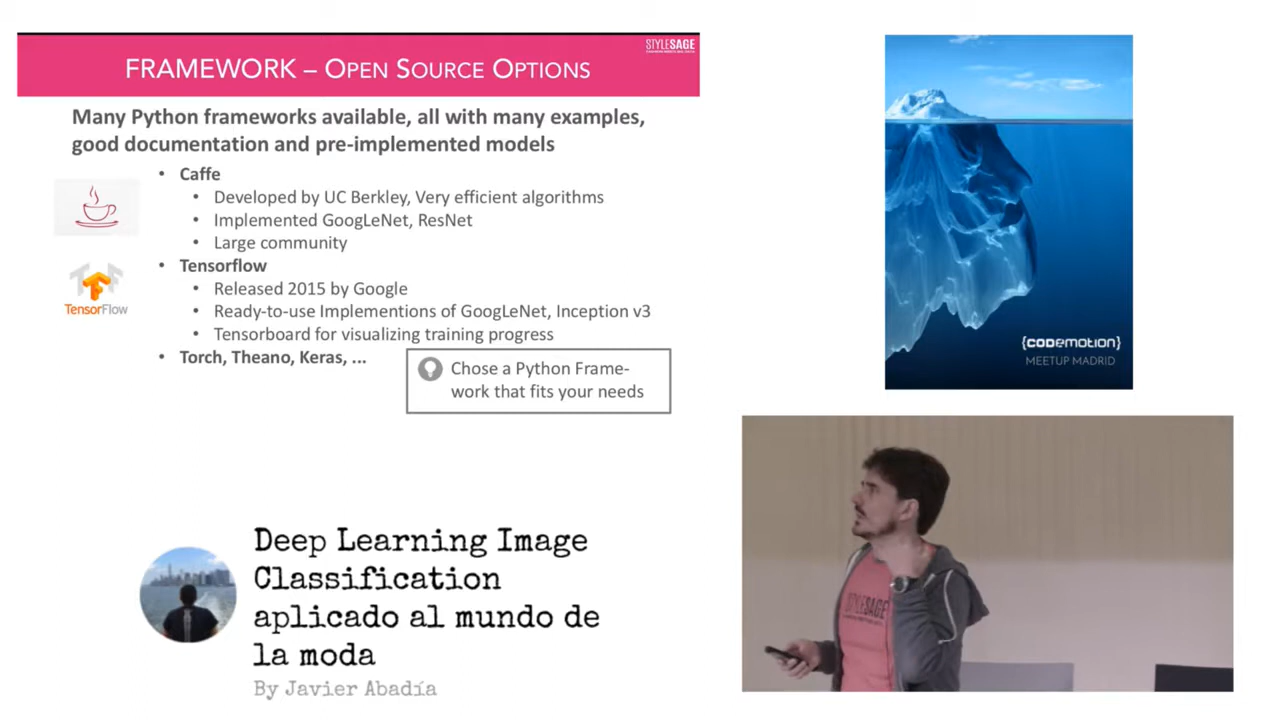 STYLESAGE
FRAMEWORK – OPEN SOURCE OPTIONS
Many Python frameworks available, all with many examples,
good documentation and pre-implemented models
• Caffe
• Developed by UC Berkley, Very efficient algorithms
• Implemented GoogLeNet, ResNet
• Large community
• Tensorflow
• Released 2015 by Google
• Ready-to-use Implementions of GoogLeNet, Inception v3
• Tensorboard for visualizing training progress
• Torch, Theano, Keras, ...
TensorFlow
Chose a Python Frame-
work that fits your needs
{CODEmotion}
MEETUP MADRID
STYLESAGE
Deep Learning Image
Classification
aplicado al mundo de
la moda
By Javier Abadía